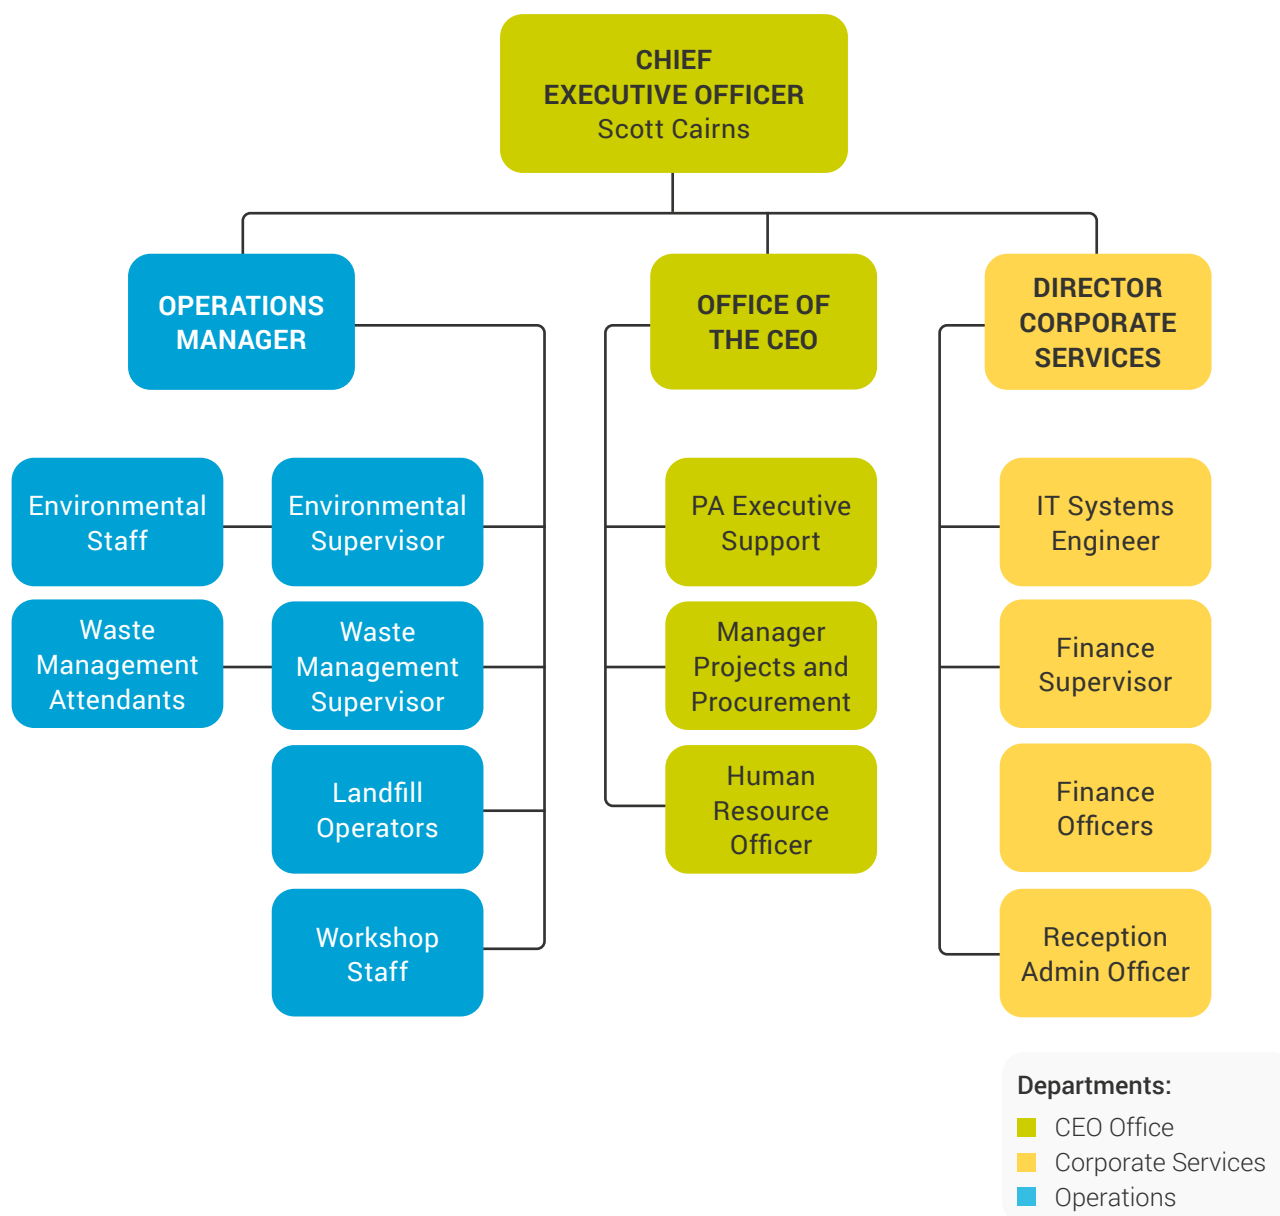 CHIEF
EXECUTIVE OFFICER
Scott Cairns
OPERATIONS
MANAGER
OFFICE OF
THE CEO
DIRECTOR
CORPORATE
SERVICES
Environmental
Staff
Environmental
Supervisor
PA Executive
Support
IT Systems
Engineer
Waste
Management
Attendants
Waste
Management
Supervisor
Manager
Projects and
Procurement
Finance
Supervisor
Landfill
Operators
Human
Resource
Officer
Finance
Officers
Workshop
Staff
Reception
Admin Officer
Departments:
CEO Office
Corporate Services
Operations